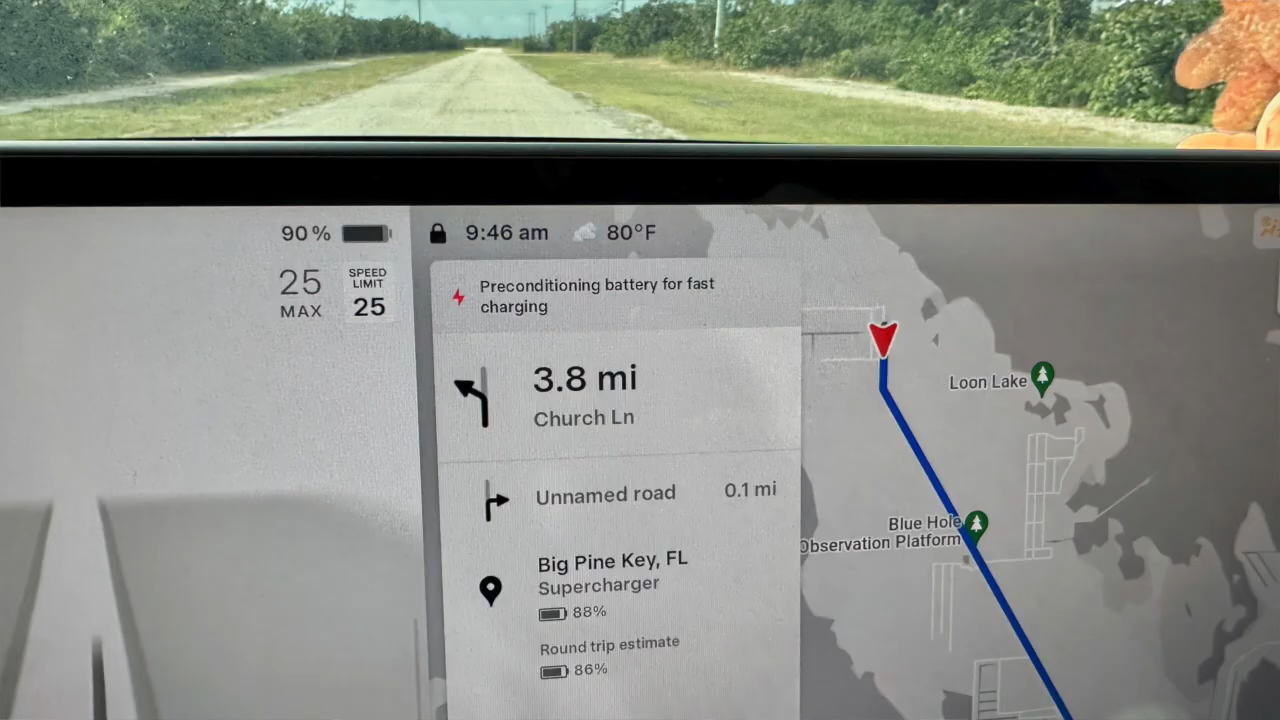 90 %
9:46 am
80°F
25
MAX
SPEED
LIMIT
25
Preconditioning battery for fast
charging
3.8 mi
Church Ln
Unnamed road
0.1 mi
Big Pine Key, FL
Supercharger
88%
Round trip estimate
86%
Loon Lake
Blue Hole
Observation Platform